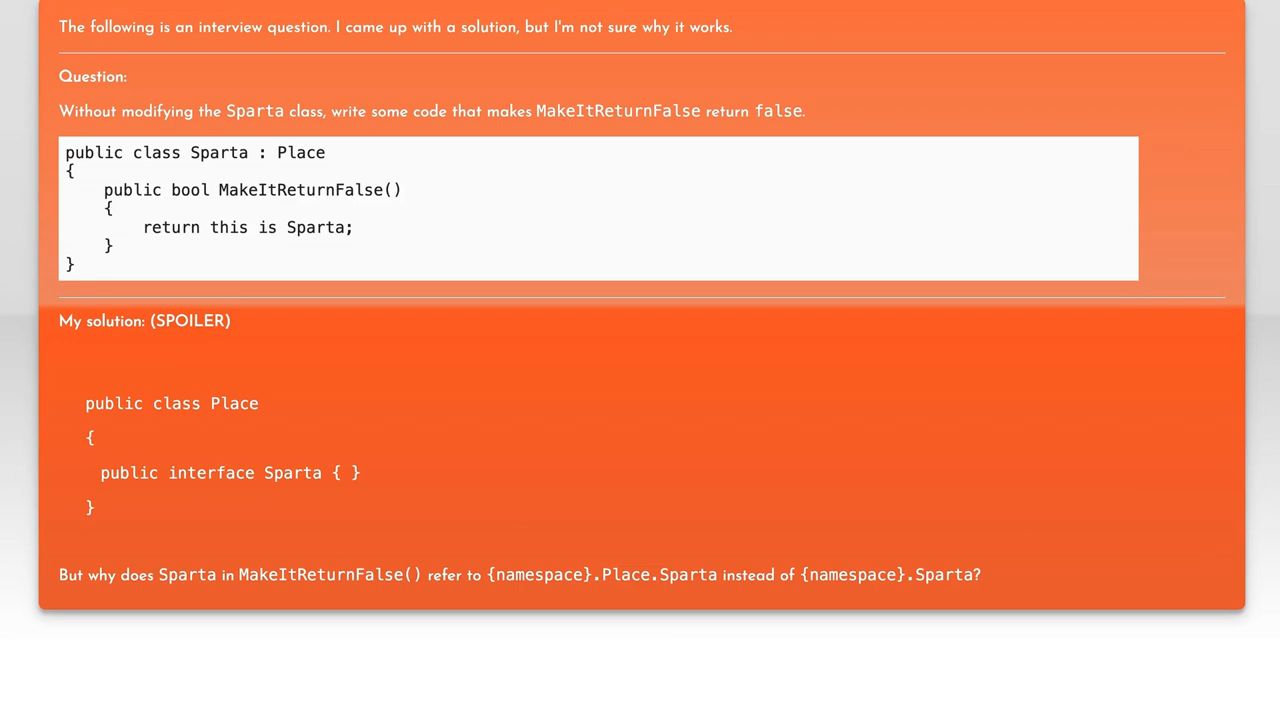 The following is an interview question. I came up with a solution, but I'm not sure why it works.
Question:
Without modifying the Sparta class, write some code that makes MakeItReturnFalse return false.
public class Sparta : Place
{
    public bool MakeItReturnFalse()
    {
        return this is Sparta;
    }
}
My solution: (SPOILER)
public class Place
{
public interface Sparta { }
}
But why does Sparta in MakeItReturnFalse() refer to {namespace}.Place.Sparta instead of {namespace}.Sparta?